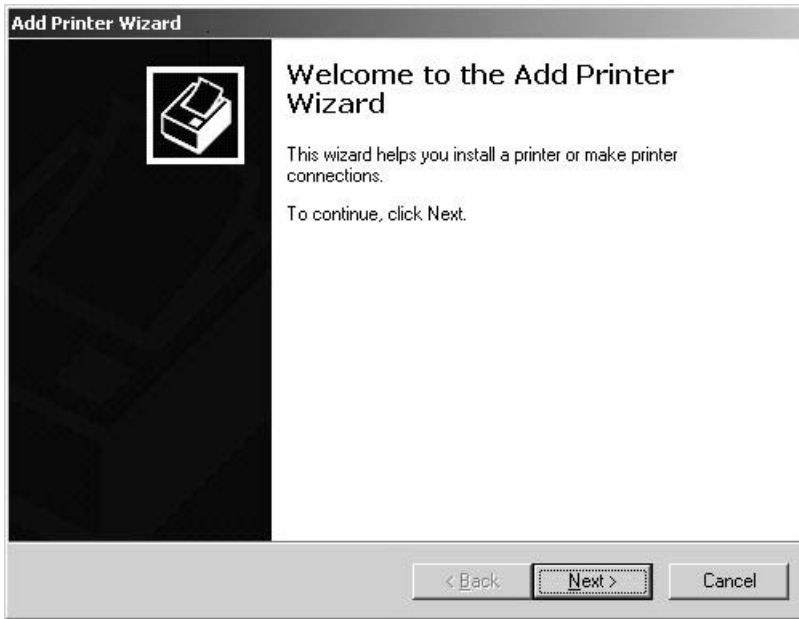 Add Printer Wizard
Welcome to the Add Printer
Wizard
This wizard helps you install a printer or make printer
connections.
To continue, click Next.
< Back
Next >
Cancel